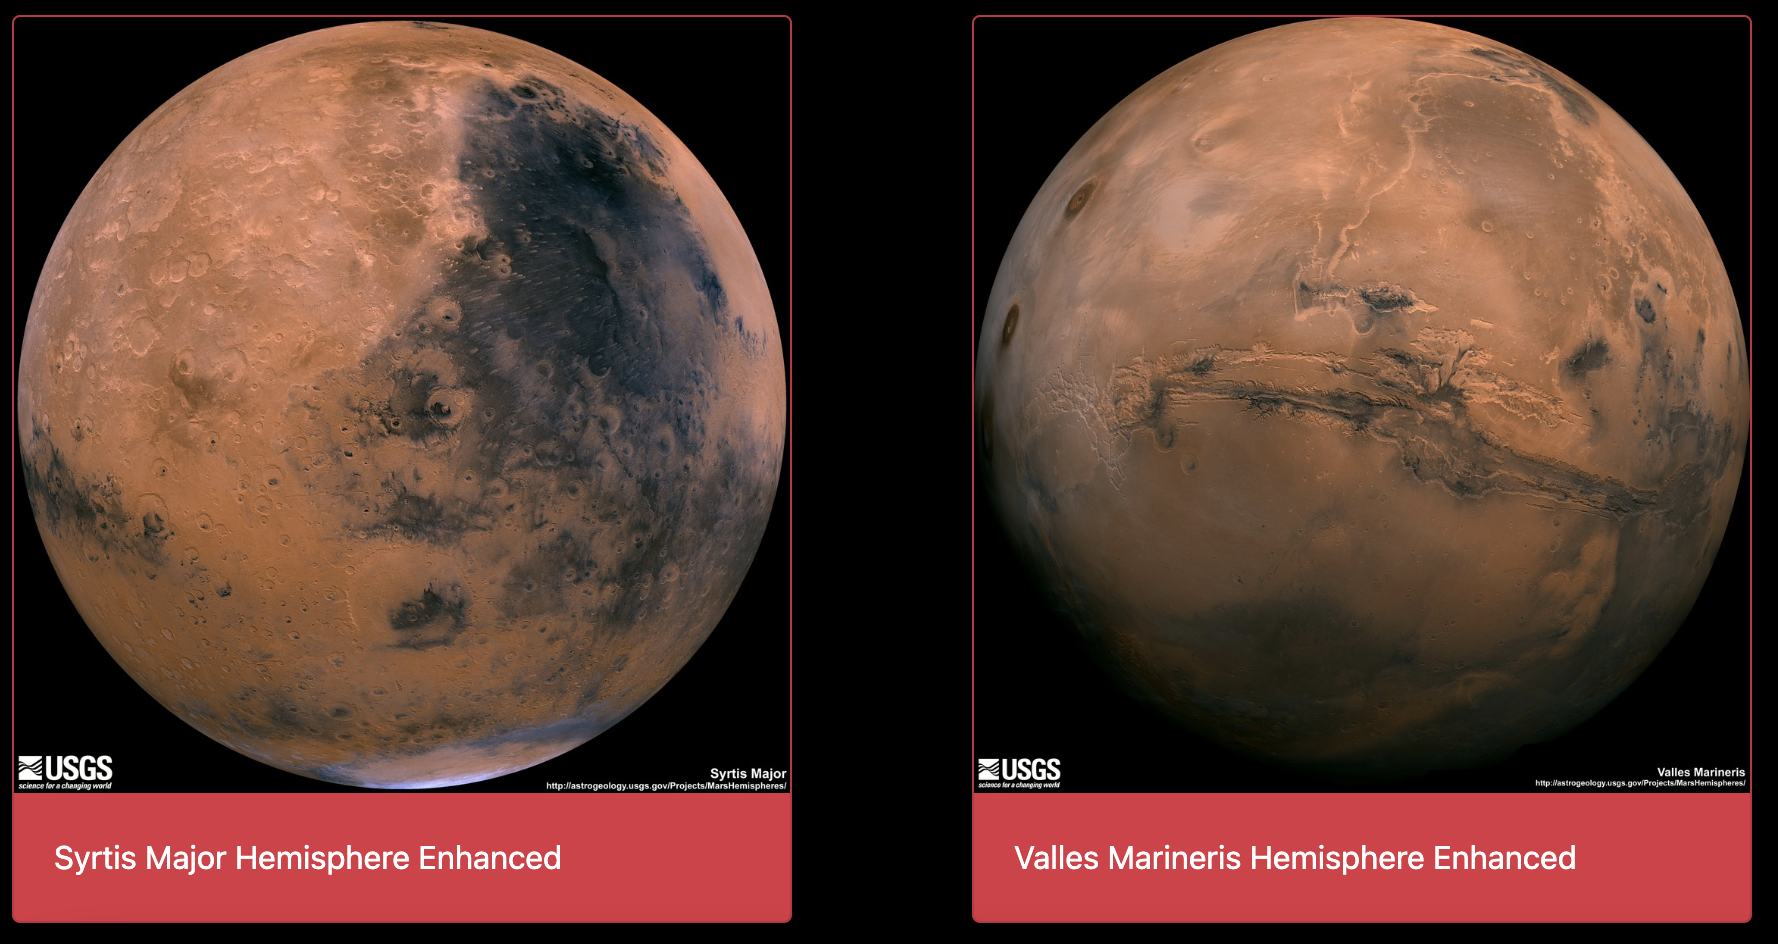 USGS
science for a changing world
Syrtis Major
http://astrogeology.usgs.gov/Projects/MarsHemispheres/
Syrtis Major Hemisphere Enhanced
USGS
science for a changing world
Valles Marineris
http://astrogeology.usgs.gov/Projects/MarsHemispheres/
Valles Marineris Hemisphere Enhanced